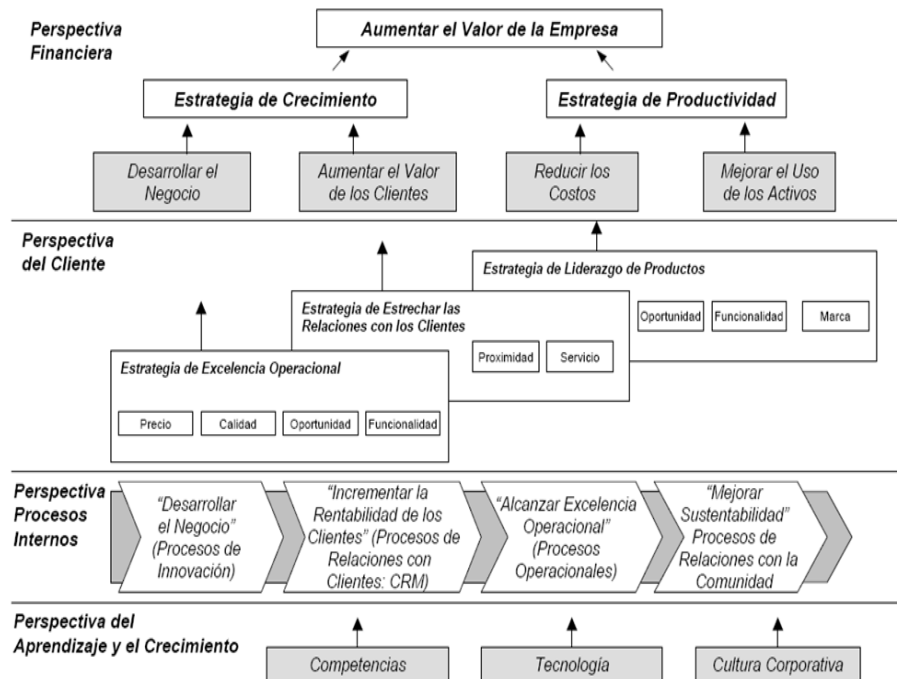 Perspectiva
Financiera
Aumentar el Valor de la Empresa
Estrategia de Crecimiento
Estrategia de Productividad
Desarrollar el
Negocio
Aumentar el Valor
de los Clientes
Reducir los
Costos
Mejorar el Uso
de los Activos
Perspectiva
del Cliente
Estrategia de Liderazgo de Productos
Oportunidad
Funcionalidad
Marca
Estrategia de Estrechar las
Relaciones con los Clientes
Proximidad
Servicio
Estrategia de Excelencia Operacional
Precio
Calidad
Oportunidad
Funcionalidad
Perspectiva
Procesos
Internos
“Desarrollar
el Negocio”
(Procesos de
Innovación)
“Incrementar la
Rentabilidad de los
Clientes” (Procesos de
Relaciones con
Clientes: CRM)
“Alcanzar Excelencia
Operacional”
(Procesos
Operacionales)
“Mejorar
Sustentabilidad”
Procesos de
Relaciones con la
Comunidad
Perspectiva del
Aprendizaje y el Crecimiento
Competencias
Tecnología
Cultura Corporativa